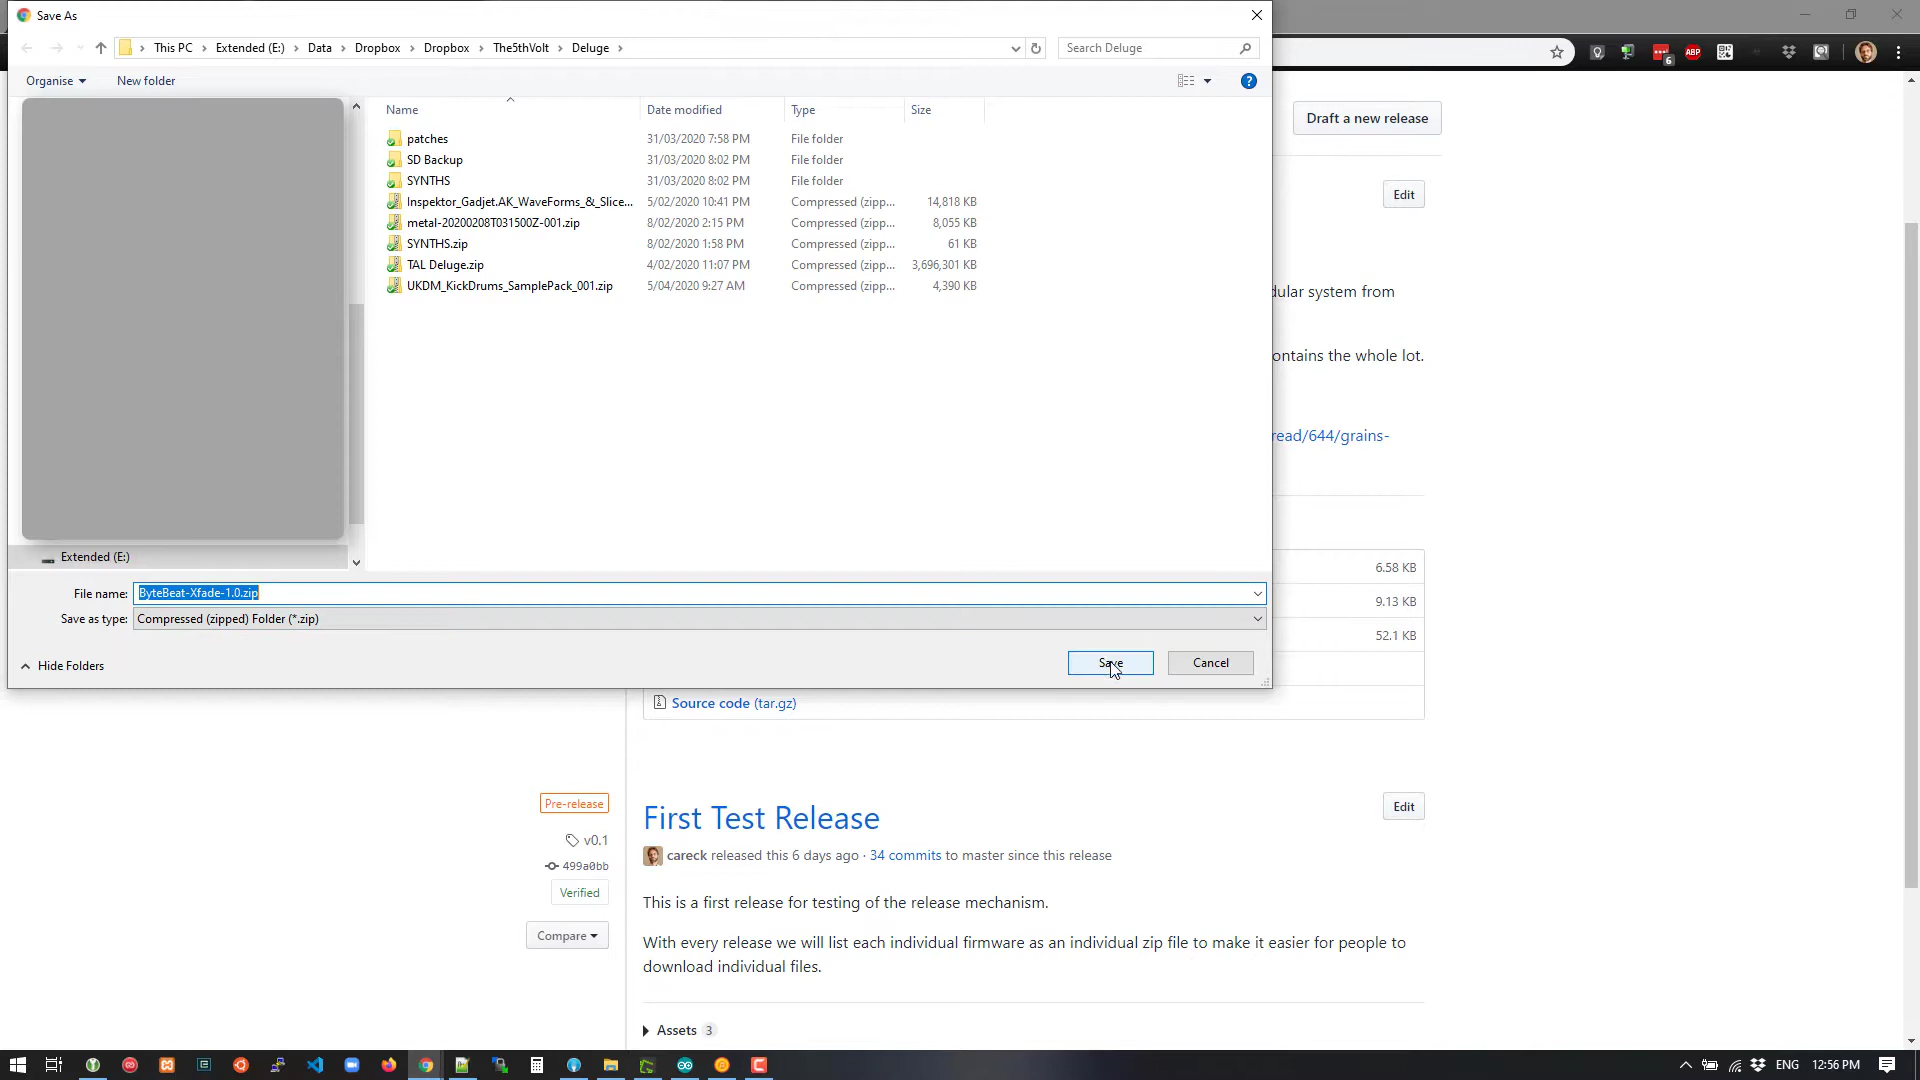 Save As
This PC > Extended (E:) > Data > Dropbox > Dropbox > The5thVolt > Deluge >
Search Deluge
Organise
New folder
Name
Date modified
Type
Size
patches 31/03/2020 7:58 PM File folder
SD Backup 31/03/2020 8:02 PM File folder
SYNTHS 31/03/2020 8:02 PM File folder
Inspektor_Gadjet.AK_WaveForms_&_Slice... 5/02/2020 10:41 PM Compressed (zipp... 14,818 KB
metal-20200208T031500Z-001.zip 8/02/2020 2:15 PM Compressed (zipp... 8,055 KB
SYNTHS.zip 8/02/2020 1:58 PM Compressed (zipp... 61 KB
TAL Deluge.zip 4/02/2020 11:07 PM Compressed (zipp... 3,696,301 KB
UKDM_KickDrums_SamplePack_001.zip 5/04/2020 9:27 AM Compressed (zipp... 4,390 KB
Extended (E:)
File name: ByteBeat-Xfade-1.0.zip
Save as type: Compressed (zipped) Folder (*.zip)
Hide Folders
Save
Cancel
6
ABP
Draft a new release
Edit
dular system from
ontains the whole lot.
read/644/grains-
6.58 KB
9.13 KB
52.1 KB
Source code (tar.gz)
Pre-release
v0.1
499a0bb
Verified
Compare
First Test Release
Edit
careck released this 6 days ago · 34 commits to master since this release
This is a first release for testing of the release mechanism.
With every release we will list each individual firmware as an individual zip file to make it easier for people to
download individual files.
Assets 3
ENG
12:56 PM